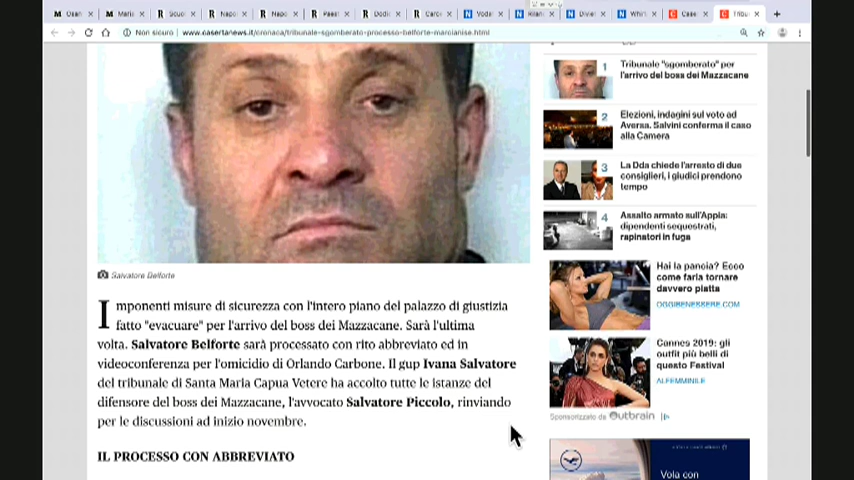 Non sicuro | www.casertanews.it/cronaca/tribunale-sgomberato-processo-belforte-marcianise.html
Salvatore Belforte
Imponenti misure di sicurezza con l'intero piano del palazzo di giustizia
fatto "evacuare" per l'arrivo del boss dei Mazzacane. Sarà l'ultima
volta. Salvatore Belforte sarà processato con rito abbreviato ed in
videoconferenza per l'omicidio di Orlando Carbone. Il gup Ivana Salvatore
del tribunale di Santa Maria Capua Vetere ha accolto tutte le istanze del
difensore del boss dei Mazzacane, l'avvocato Salvatore Piccolo, rinviando
per le discussioni ad inizio novembre.
IL PROCESSO CON ABBREVIATO
1
Tribunale "sgomberato" per
l'arrivo del boss dei Mazzacane
2
Elezioni, indagini sul voto ad
Aversa. Salvini conferma il caso
alla Camera
3
La Dda chiede l'arresto di due
consiglieri, i giudici prendono
tempo
4
Assalto armato sull'Appia:
dipendenti sequestrati,
rapinatori in fuga
Hai la pancia? Ecco
come farla tornare
davvero piatta
OGGIBENESSERE.COM
Cannes 2019: gli
outfit più belli di
questo Festival
ALFEMMINILE
Sponsorizzato da Outbrain
Vola con